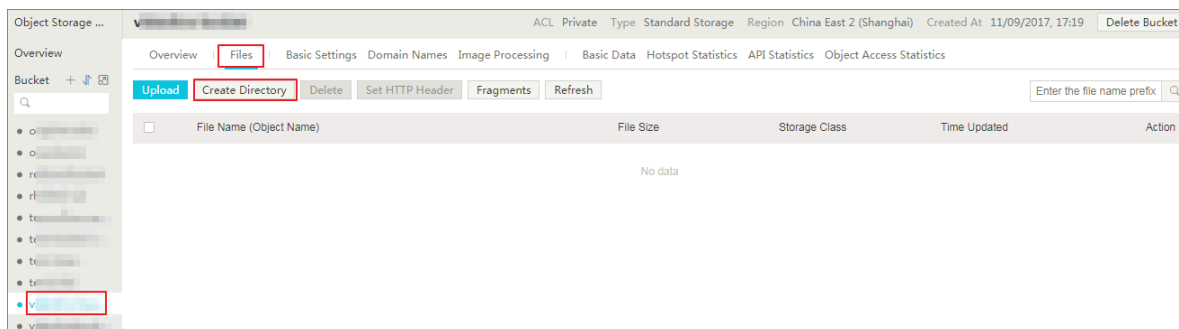 Object Storage ...
ACL Private Type Standard Storage Region China East 2 (Shanghai) Created At 11/09/2017, 17:19 Delete Bucket
Overview
Overview Files Basic Settings Domain Names Image Processing Basic Data Hotspot Statistics API Statistics Object Access Statistics
Bucket
Upload Create Directory Delete Set HTTP Header Fragments Refresh Enter the file name prefix
File Name (Object Name) File Size Storage Class Time Updated Action
No data